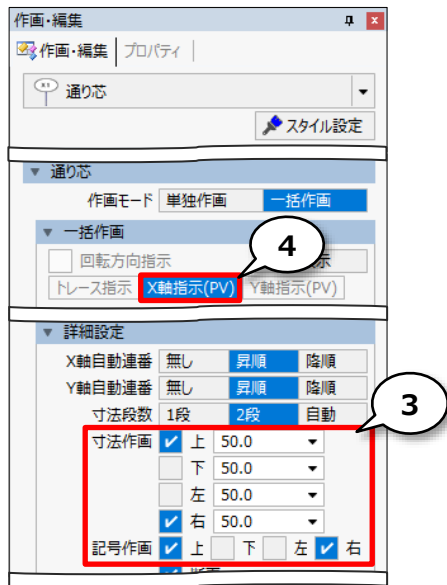 作画・編集
作画・編集 プロパティ
X1 通り芯
スタイル設定
通り芯
作画モード 単独作画 一括作画
一括作画
4
回転方向指示 示
トレース指示 X軸指示(PV) Y軸指示(PV)
詳細設定
X軸自動連番 無し 昇順 降順
Y軸自動連番 無し 昇順 降順
寸法段数 1段 2段 自動
3
寸法作画 上 50.0
下 50.0
左 50.0
右 50.0
記号作画 上 下 左 右